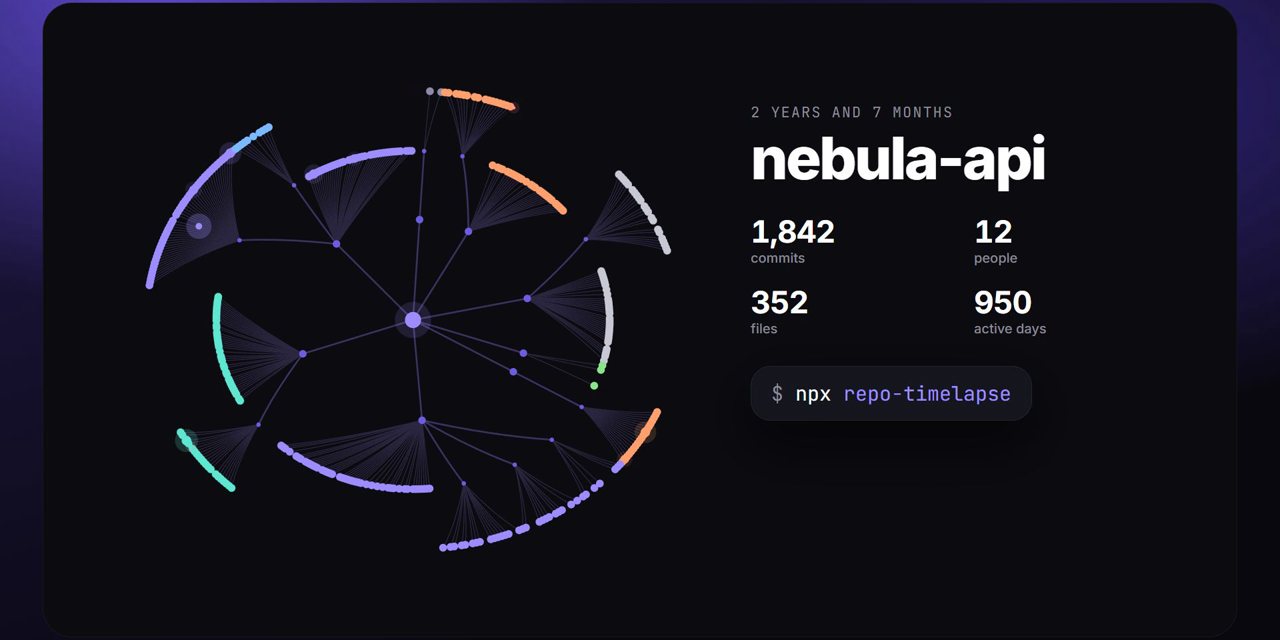 2 YEARS AND 7 MONTHS
nebula-api
1,842 12
commits people
352 950
files active days
$ npx repo-timelapse